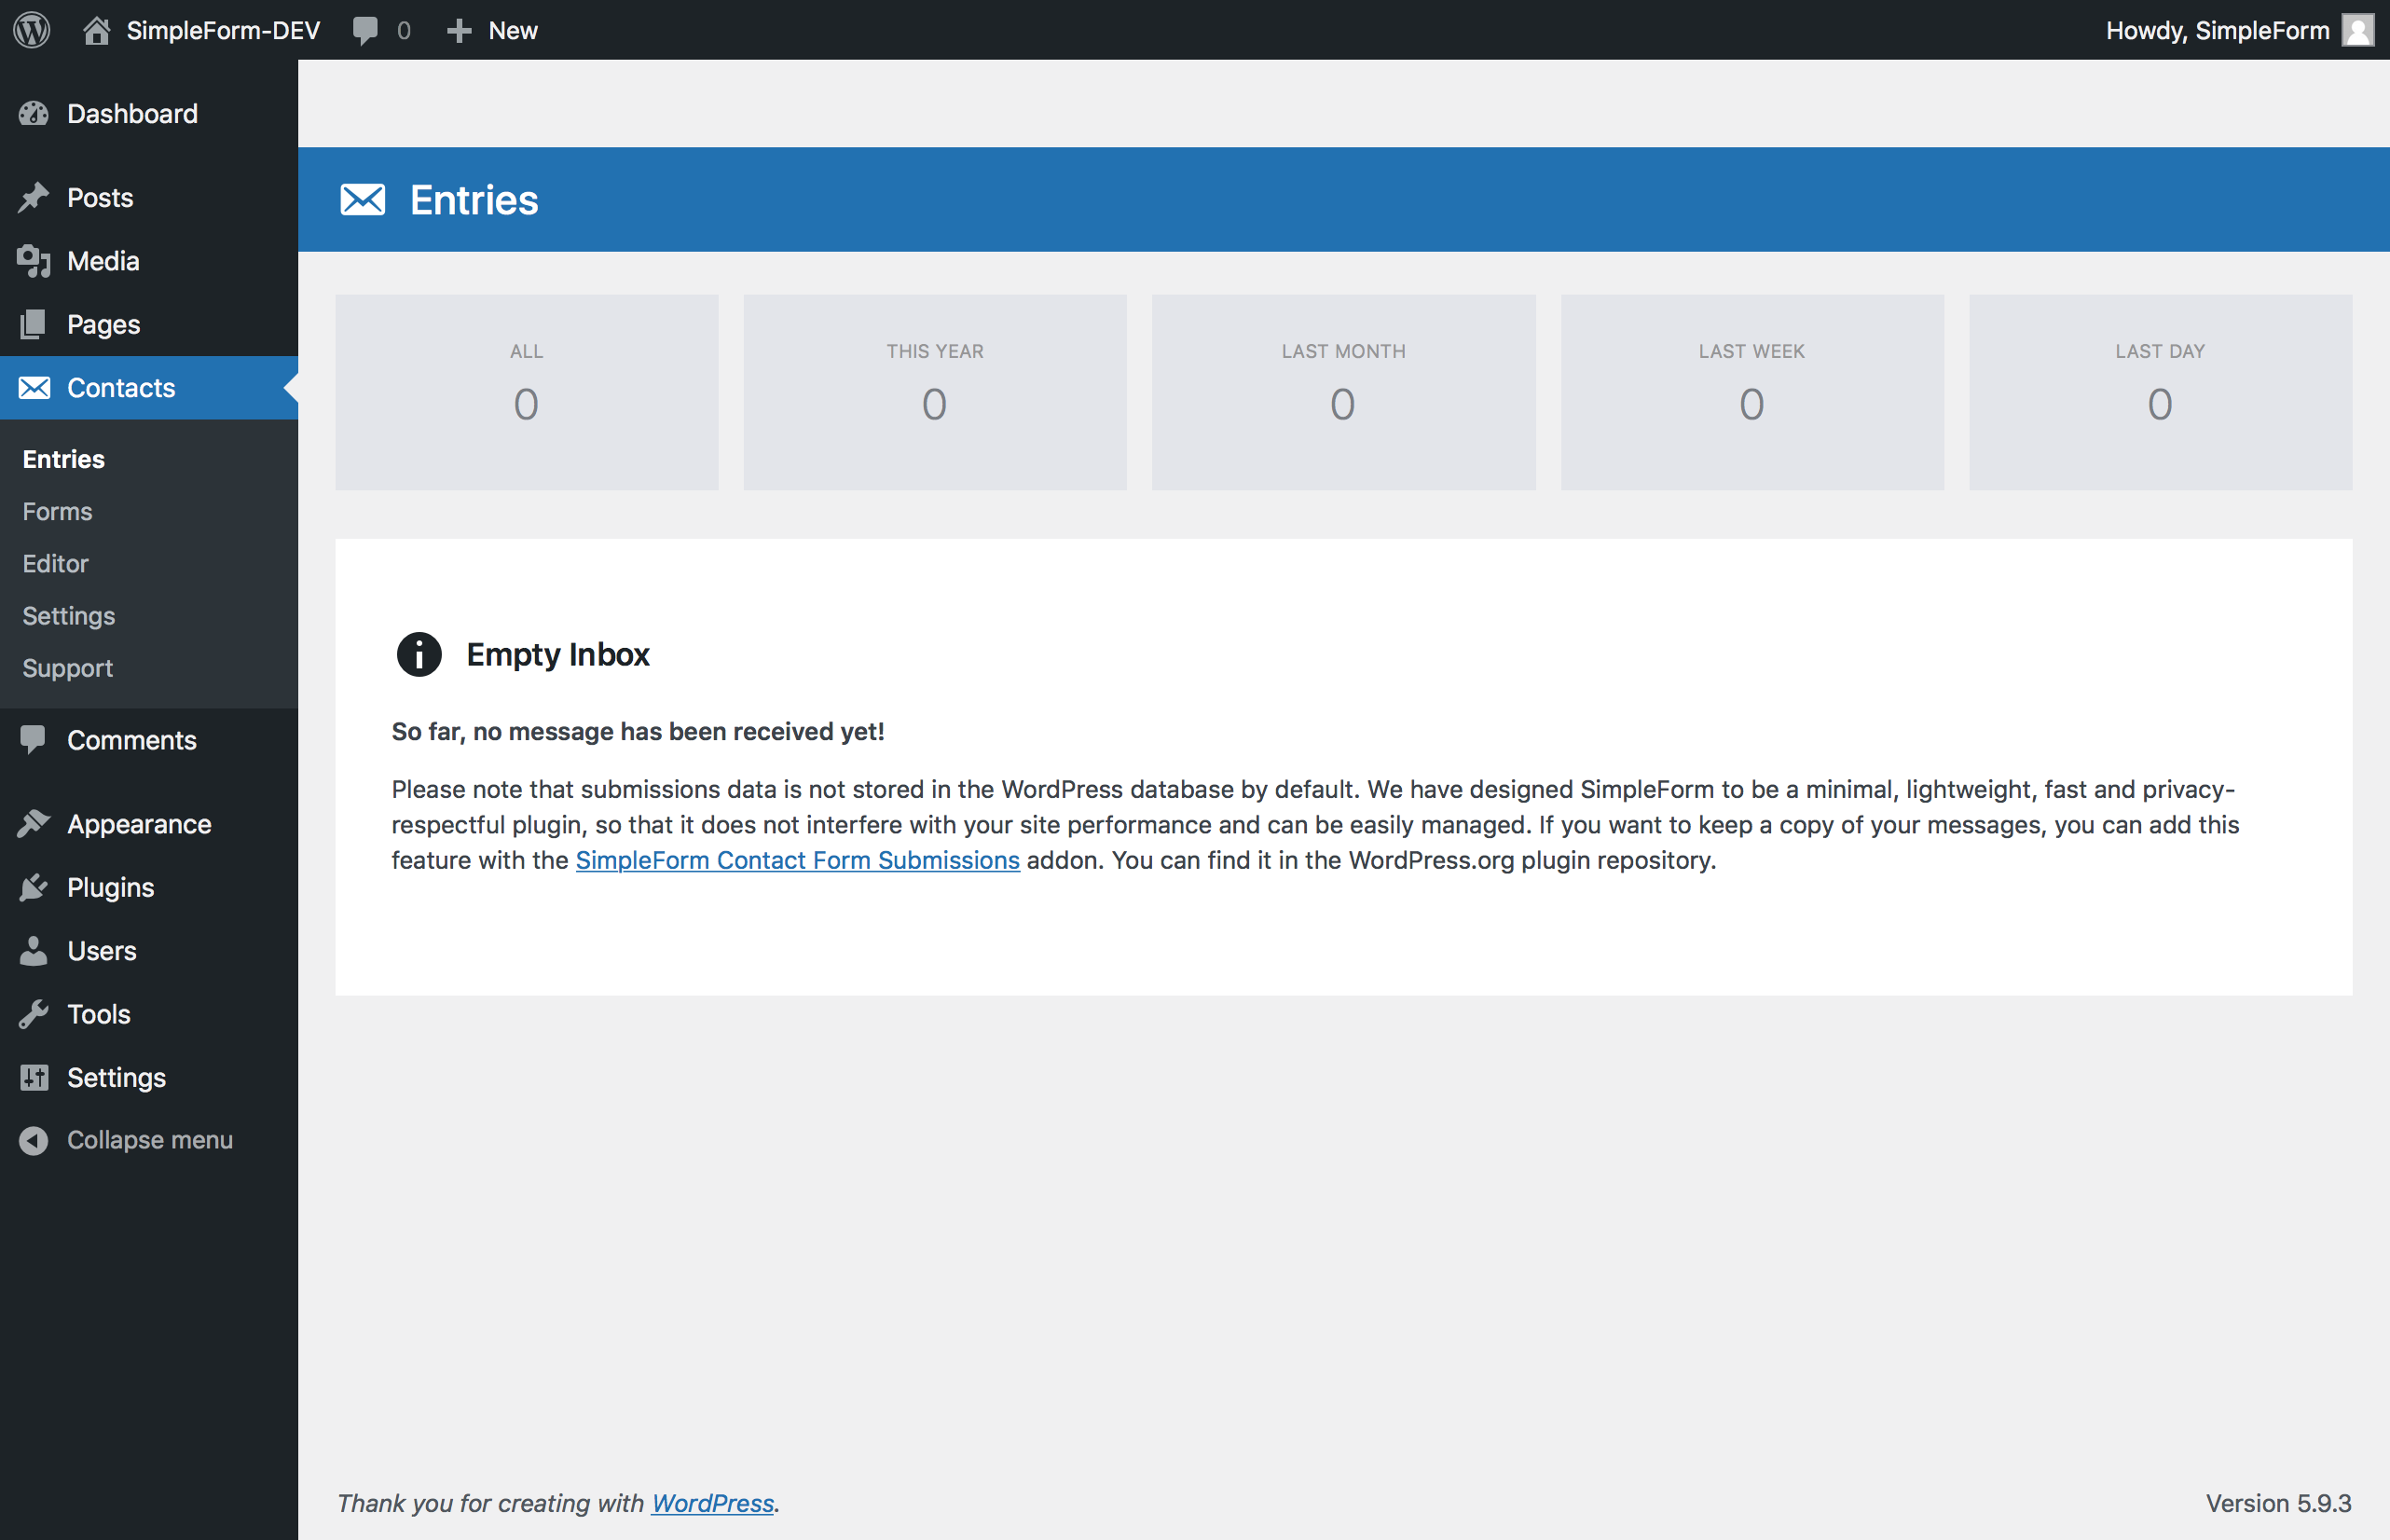 SimpleForm-DEV 0 New Howdy, SimpleForm
Dashboard
Posts
Media
Pages
Contacts
Entries
Forms
Editor
Settings
Support
Comments
Appearance
Plugins
Users
Tools
Settings
Collapse menu
Entries
ALL THIS YEAR LAST MONTH LAST WEEK LAST DAY
0 0 0 0 0
Empty Inbox
So far, no message has been received yet!
Please note that submissions data is not stored in the WordPress database by default. We have designed SimpleForm to be a minimal, lightweight, fast and privacy-
respectful plugin, so that it does not interfere with your site performance and can be easily managed. If you want to keep a copy of your messages, you can add this
feature with the SimpleForm Contact Form Submissions addon. You can find it in the WordPress.org plugin repository.
Thank you for creating with WordPress. Version 5.9.3